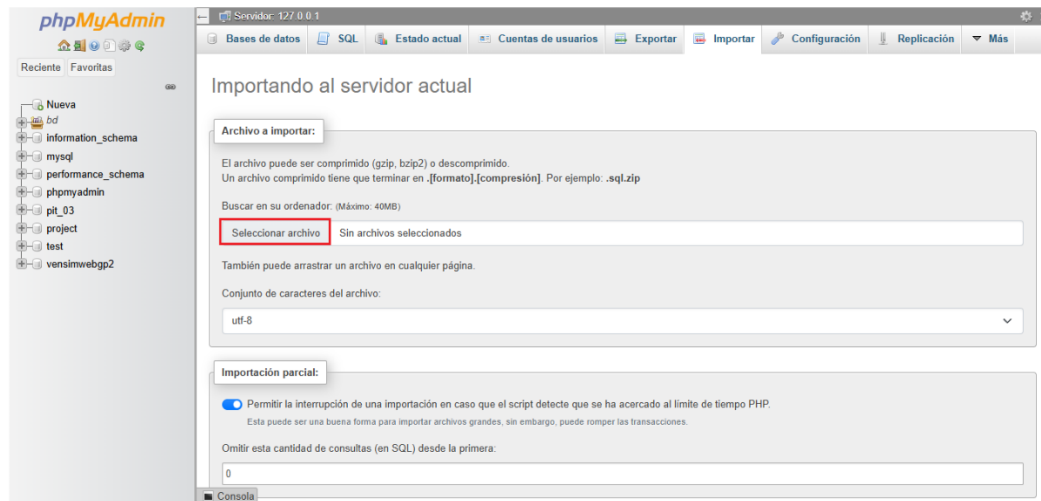 phpMyAdmin
Reciente Favoritas
Nueva
bd
information_schema
mysql
performance_schema
phpmyadmin
pit_03
project
test
vensimwebgp2
Servidor: 127.0.0.1
Bases de datos SQL Estado actual Cuentas de usuarios Exportar Importar Configuración Replicación Más
Importando al servidor actual
Archivo a importar:
El archivo puede ser comprimido (gzip, bzip2) o descomprimido.
Un archivo comprimido tiene que terminar en .[formato].[compresión]. Por ejemplo: .sql.zip
Buscar en su ordenador: (Máximo: 40MB)
Seleccionar archivo Sin archivos seleccionados
También puede arrastrar un archivo en cualquier página.
Conjunto de caracteres del archivo:
utf-8
Importación parcial:
Permitir la interrupción de una importación en caso que el script detecte que se ha acercado al límite de tiempo PHP.
Esta puede ser una buena forma para importar archivos grandes, sin embargo, puede romper las transacciones.
Omitir esta cantidad de consultas (en SQL) desde la primera:
0
Consola